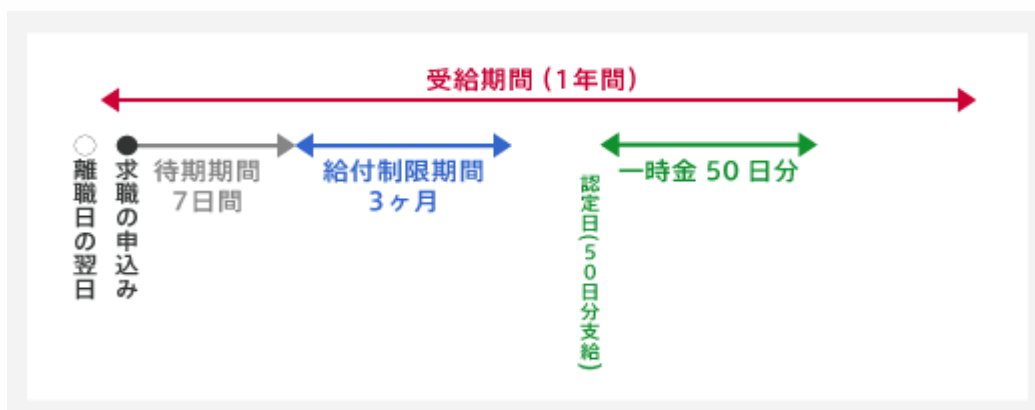 受給期間 (1年間)
離職日の翌日
求職の申込み
待期期間
7日間
給付制限期間
3ヶ月
認定日(50日分支給)
一時金 50 日分